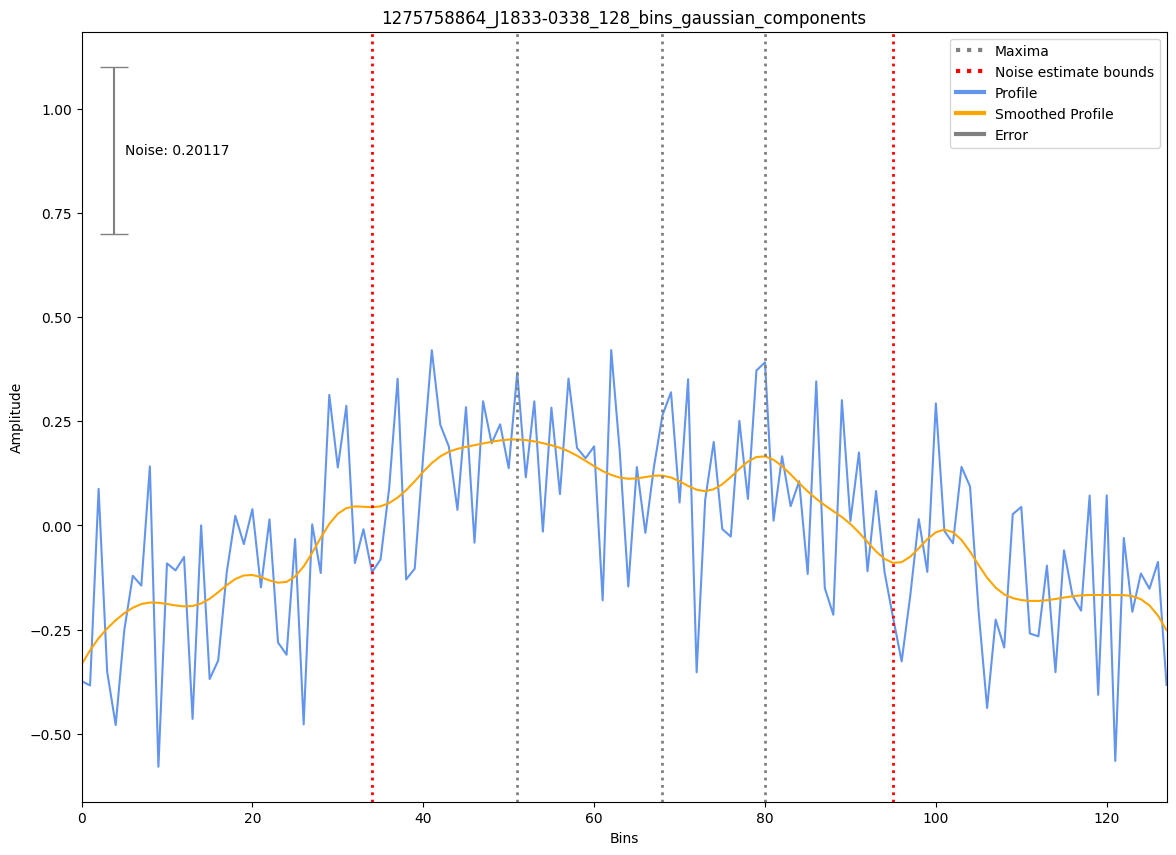 1275758864_J1833-0338_128_bins_gaussian_components
Maxima
Noise estimate bounds
Profile
Smoothed Profile
Error
Noise: 0.20117
1.00
0.75
0.50
0.25
0.00
−0.25
−0.50
Amplitude
0 20 40 60 80 100 120
Bins